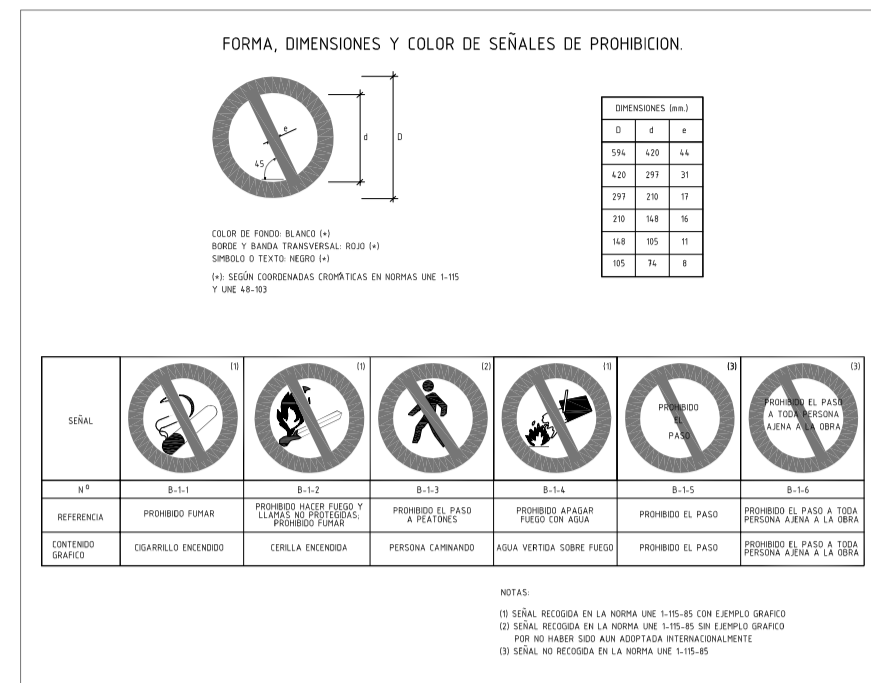 FORMA, DIMENSIONES Y COLOR DE SEÑALES DE PROHIBICION.
e
45
d
D
COLOR DE FONDO: BLANCO (*)
BORDE Y BANDA TRANSVERSAL: ROJO (*)
SIMBOLO O TEXTO: NEGRO (*)
(*): SEGÚN COORDENADAS CROMÁTICAS EN NORMAS UNE 1-115
Y UNE 48-103
DIMENSIONES (mm.)
D d e
594 420 44
420 297 31
297 210 17
210 148 16
148 105 11
105 74 8
SEÑAL
(1)
(1)
(2)
(1)
(3)
PROHIBIDO
EL
PASO
(3)
PROHIBIDO EL PASO
A TODA PERSONA
AJENA A LA OBRA
Nº B-1-1 B-1-2 B-1-3 B-1-4 B-1-5 B-1-6
REFERENCIA
PROHIBIDO FUMAR
PROHIBIDO HACER FUEGO Y
LLAMAS NO PROTEGIDAS;
PROHIBIDO FUMAR
PROHIBIDO EL PASO
A PEATONES
PROHIBIDO APAGAR
FUEGO CON AGUA
PROHIBIDO EL PASO
PROHIBIDO EL PASO A TODA
PERSONA AJENA A LA OBRA
CONTENIDO
GRAFICO
CIGARRILLO ENCENDIDO
CERILLA ENCENDIDA
PERSONA CAMINANDO
AGUA VERTIDA SOBRE FUEGO
PROHIBIDO EL PASO
PROHIBIDO EL PASO A TODA
PERSONA AJENA A LA OBRA
NOTAS:
(1) SEÑAL RECOGIDA EN LA NORMA UNE 1-115-85 CON EJEMPLO GRAFICO
(2) SEÑAL RECOGIDA EN LA NORMA UNE 1-115-85 SIN EJEMPLO GRAFICO
POR NO HABER SIDO AUN ADOPTADA INTERNACIONALMENTE
(3) SEÑAL NO RECOGIDA EN LA NORMA UNE 1-115-85